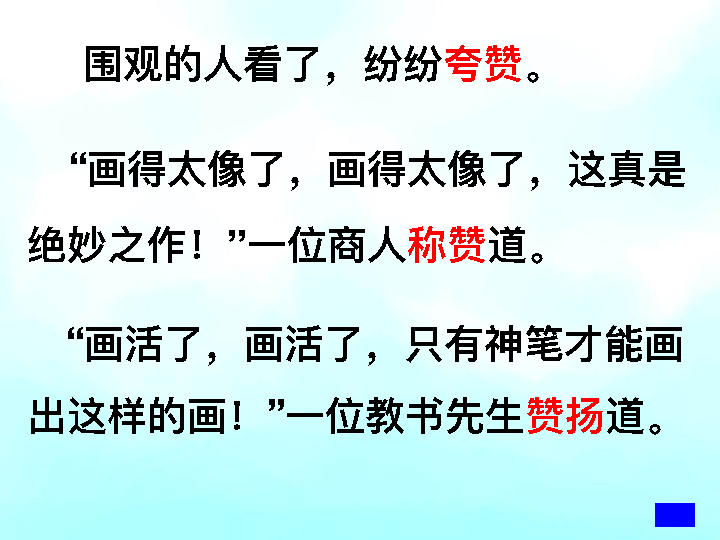 围观的人看了，纷纷夸赞。
“画得太像了，画得太像了，这真是
绝妙之作！”一位商人称赞道。
“画活了，画活了，只有神笔才能画
出这样的画！”一位教书先生赞扬道。